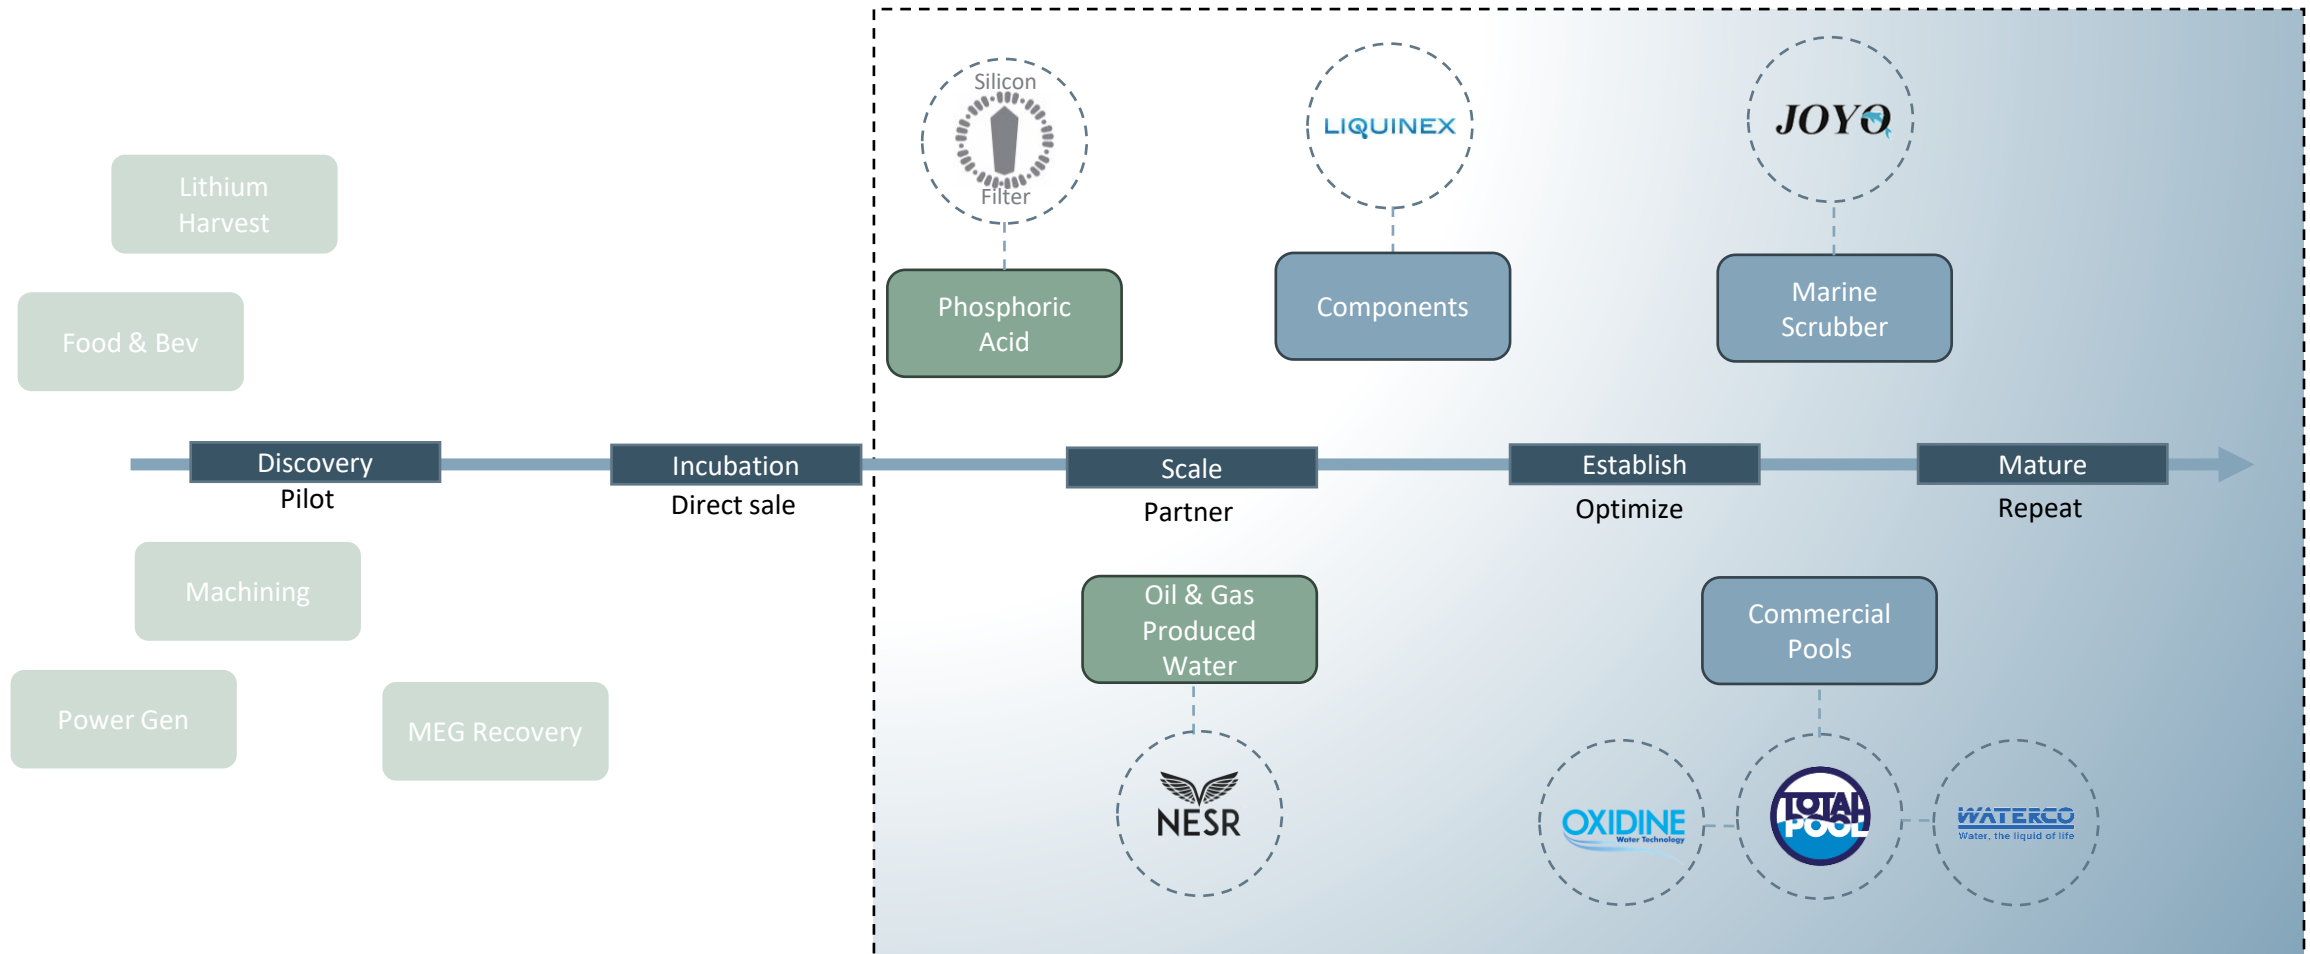 Silicon
Filter
LIQUINEX
JOYO
Lithium
Harvest
Food & Bev
Phosphoric
Acid
Components
Marine
Scrubber
Discovery
Pilot
Incubation
Direct sale
Scale
Partner
Establish
Optimize
Mature
Repeat
Machining
Power Gen
MEG Recovery
Oil & Gas
Produced
Water
Commercial
Pools
NESR
OXIDINE
Water Technology
TOTAL
POOL
WATERCO
Water, the liquid of life